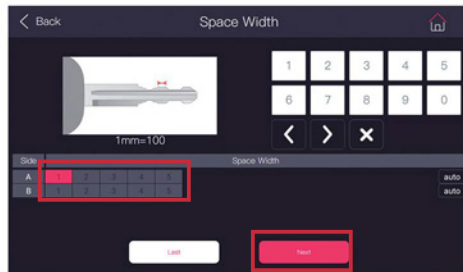 Back
Space Width
1 2 3 4 5
6 7 8 9 0
1mm=100
Side Space Width
A 1 2 3 4 5 auto
B 1 2 3 4 5 auto
Last Next